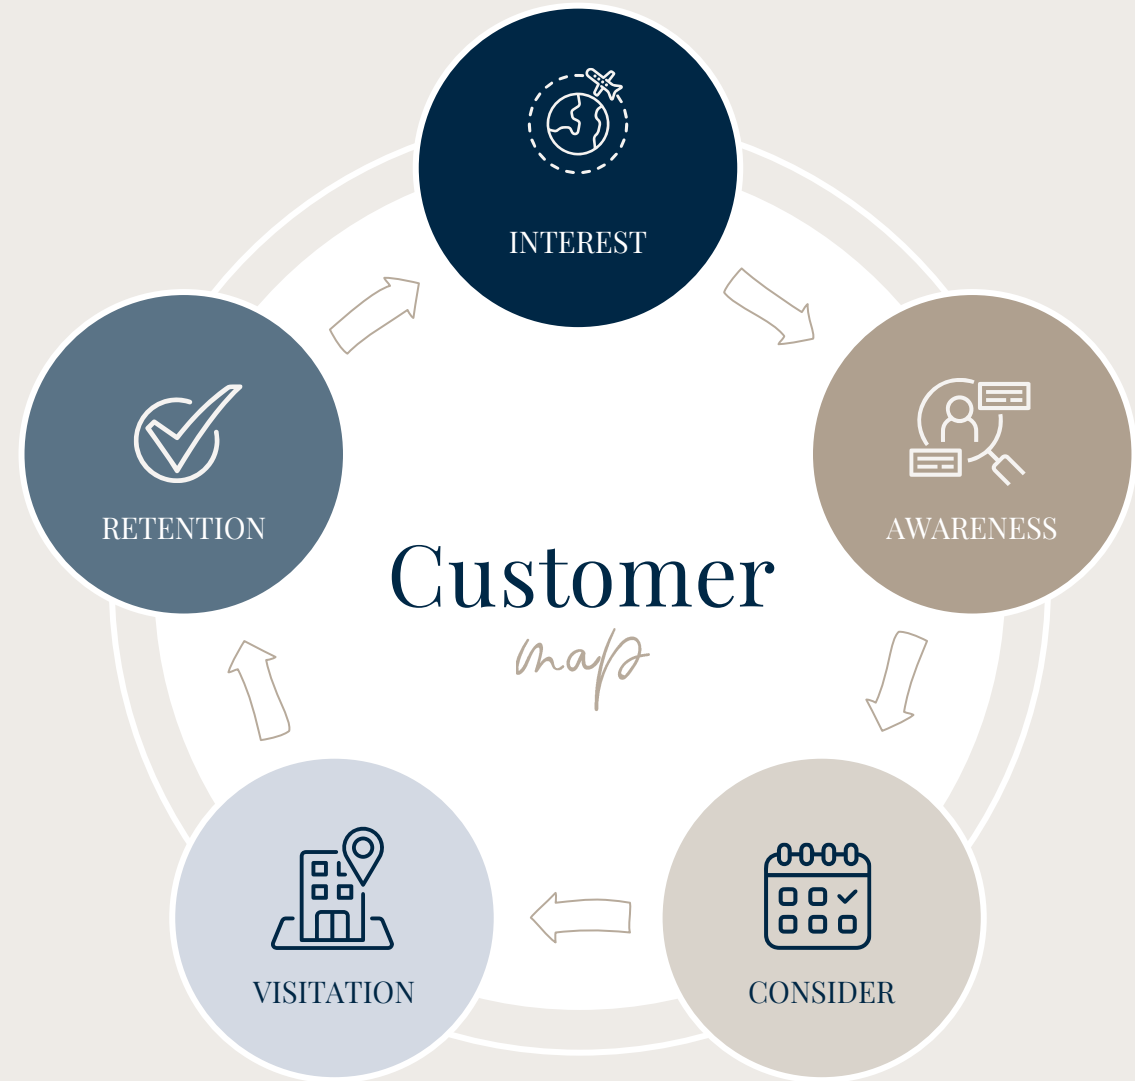 INTEREST
AWARENESS
CONSIDER
VISITATION
RETENTION
Customer
map